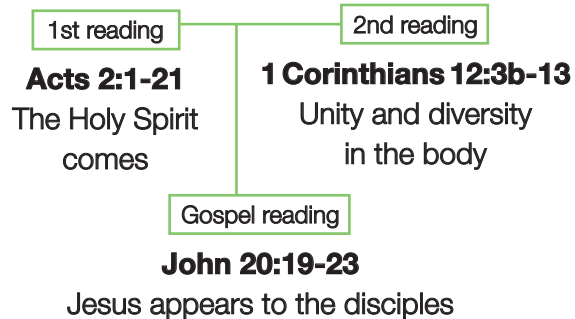 1st reading
2nd reading
Acts 2:1-21
The Holy Spirit
comes
1 Corinthians 12:3b-13
Unity and diversity
in the body
Gospel reading
John 20:19-23
Jesus appears to the disciples